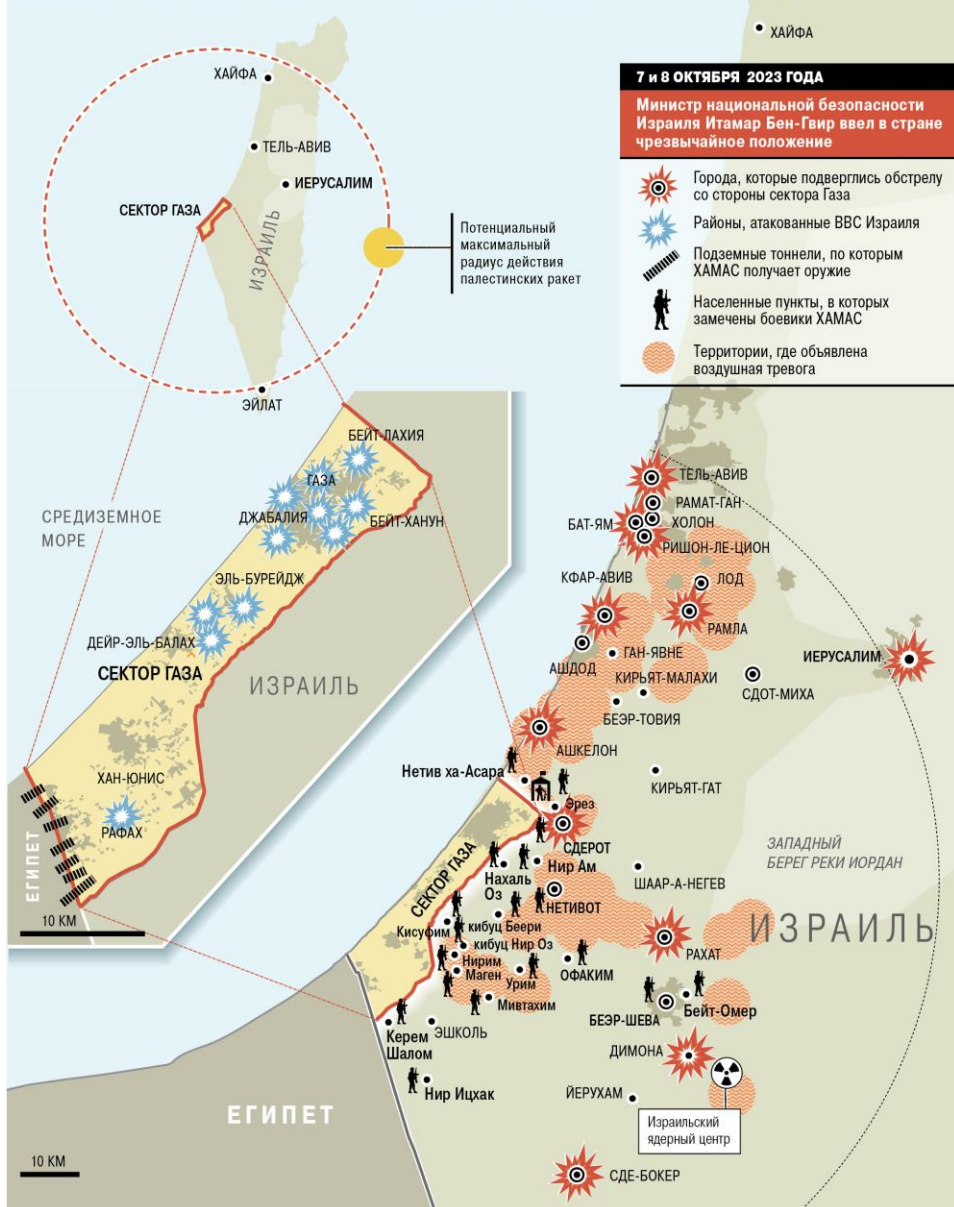 ХАЙФА
ТЕЛЬ-АВИВ
ИЕРУСАЛИМ
СЕКТОР ГАЗА
ИЗРАИЛЬ
ЭЙЛАТ
Потенциальный
максимальный
радиус действия
палестинских ракет
ХАЙФА
7 и 8 ОКТЯБРЯ 2023 ГОДА
Министр национальной безопасности
Израиля Итамар Бен-Гвир ввел в стране
чрезвычайное положение
Города, которые подверглись обстрелу
со стороны сектора Газа
Районы, атакованные ВВС Израиля
Подземные тоннели, по которым
ХАМАС получает оружие
Населенные пункты, в которых
замечены боевики ХАМАС
Территории, где объявлена
воздушная тревога
СРЕДИЗЕМНОЕ
МОРЕ
БЕЙТ-ЛАХИЯ
ГАЗА
ДЖАБАЛИЯ
БЕЙТ-ХАНУН
ЭЛЬ-БУРЕЙДЖ
ДЕЙР-ЭЛЬ-БАЛАХ
СЕКТОР ГАЗА
ИЗРАИЛЬ
ХАН-ЮНИС
РАФАХ
ЕГИПЕТ
10 КМ
ТЕЛЬ-АВИВ
РАМАТ-ГАН
БАТ-ЯМ
ХОЛОН
РИШОН-ЛЕ-ЦИОН
КФАР-АВИВ
ЛОД
РАМЛА
АШДОД
ГАН-ЯВНЕ
ИЕРУСАЛИМ
КИРЬЯТ-МАЛАХИ
СДОТ-МИХА
БЕЭР-ТОВИЯ
АШКЕЛОН
Нетив ха-Асара
КИРЬЯТ-ГАТ
Эрез
СДЕРОТ
ЗАПАДНЫЙ
БЕРЕГ РЕКИ ИОРДАН
СЕКТОР ГАЗА
Нир Ам
Нахаль
Оз
ШААР-А-НЕГЕВ
НЕТИВОТ
ИЗРАИЛЬ
Кисуфим
кибуц Беери
кибуц Нир Оз
РАХАТ
Нирим
Маген
Урим
ОФАКИМ
Мивтахим
БЕЭР-ШЕВА
Бейт-Омер
Керем
Шалом
ЭШКОЛЬ
ДИМОНА
Нир Ицхак
ЙЕРУХАМ
Израильский
ядерный центр
ЕГИПЕТ
10 КМ
СДЕ-БОКЕР